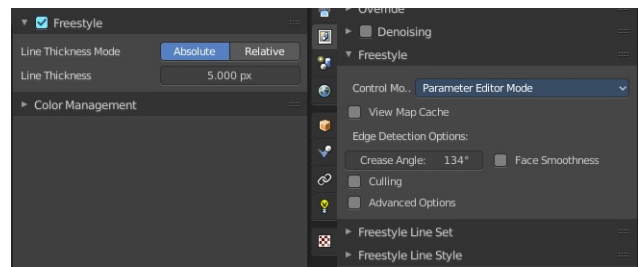 Freestyle
Line Thickness Mode Absolute Relative
Line Thickness 5.000 px
Color Management
Override
Denoising
Freestyle
Control Mo.. Parameter Editor Mode
View Map Cache
Edge Detection Options:
Crease Angle: 134° Face Smoothness
Culling
Advanced Options
Freestyle Line Set
Freestyle Line Style